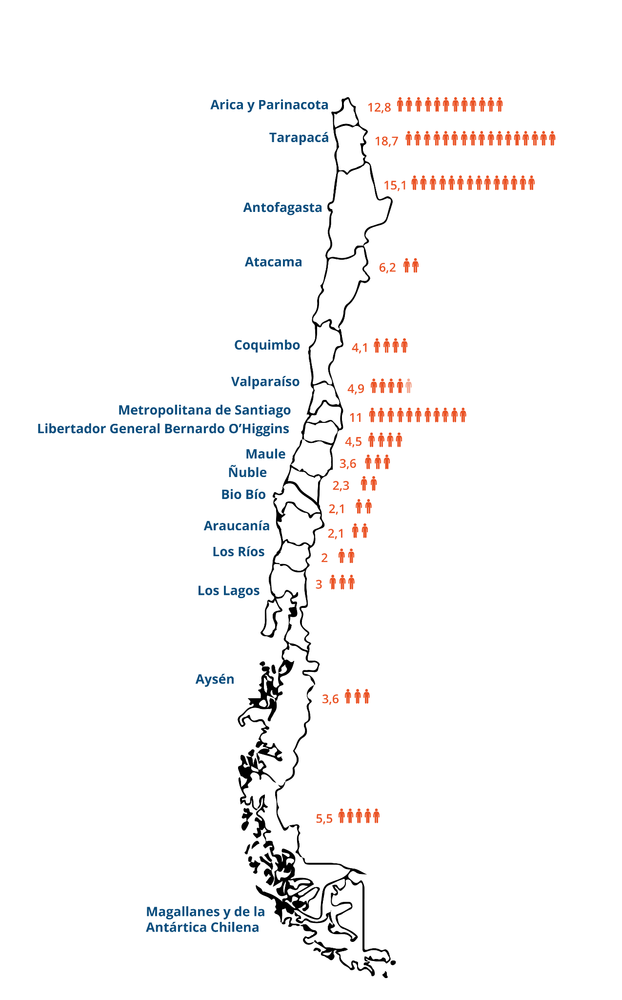 Arica y Parinacota 12,8
Tarapacá 18,7
15,1
Antofagasta
Atacama 6,2
Coquimbo 4,1
Valparaíso 4,9
Metropolitana de Santiago 11
Libertador General Bernardo O’Higgins 4,5
Maule 3,6
Ñuble 2,3
Bio Bío 2,1
Araucanía 2,1
Los Ríos 2
Los Lagos 3
Aysén 3,6
5,5
Magallanes y de la
Antártica Chilena